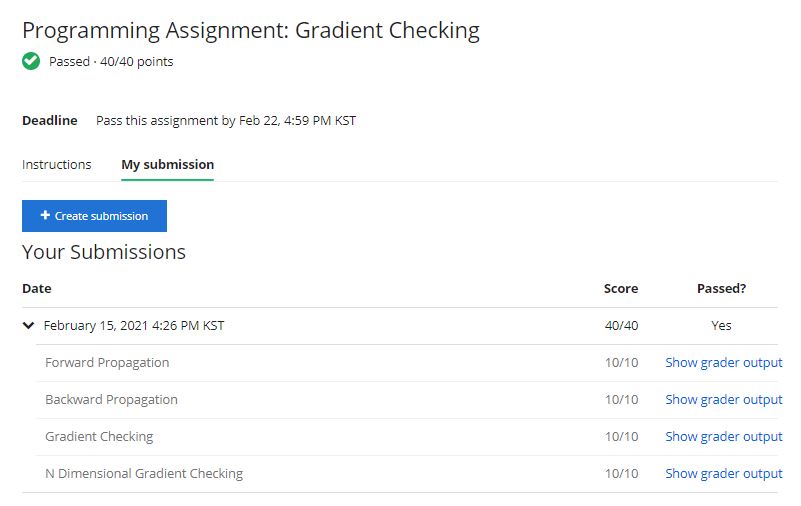 Programming Assignment: Gradient Checking
Passed · 40/40 points
Deadline Pass this assignment by Feb 22, 4:59 PM KST
Instructions My submission
+ Create submission
Your Submissions
Date Score Passed?
February 15, 2021 4:26 PM KST 40/40 Yes
Forward Propagation 10/10 Show grader output
Backward Propagation 10/10 Show grader output
Gradient Checking 10/10 Show grader output
N Dimensional Gradient Checking 10/10 Show grader output